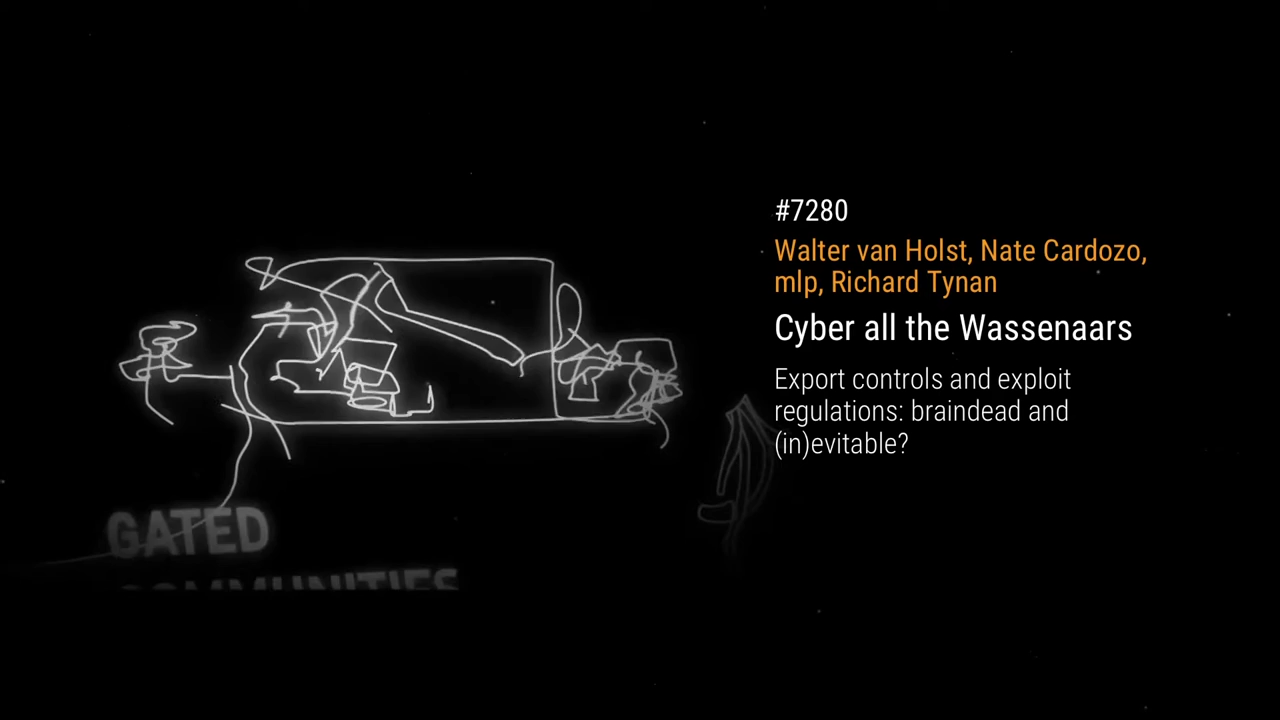 #7280
Walter van Holst, Nate Cardozo,
mlp, Richard Tynan
Cyber all the Wassenaars
Export controls and exploit
regulations: braindead and
(in)evitable?
GATED
COMMUNITIES